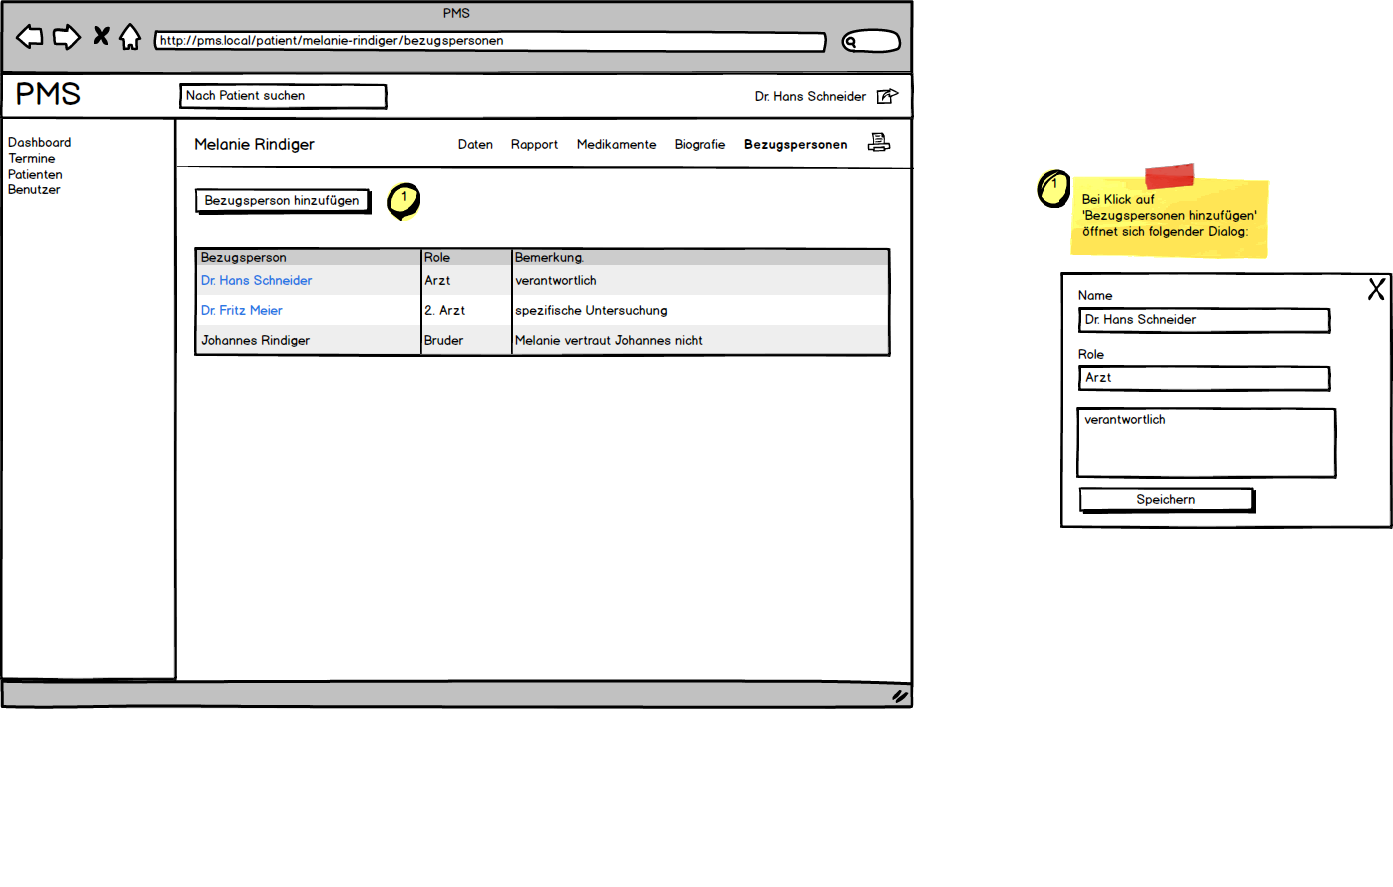 PMS
http://pms.local/patient/melanie-rindiger/bezugspersonen
PMS
Nach Patient suchen
Dr. Hans Schneider
Dashboard
Termine
Patienten
Benutzer
Melanie Rindiger
Daten Rapport Medikamente Biografie Bezugspersonen
Bezugsperson hinzufügen
1
Bezugsperson Role Bemerkung.
Dr. Hans Schneider Arzt verantwortlich
Dr. Fritz Meier 2. Arzt spezifische Untersuchung
Johannes Rindiger Bruder Melanie vertraut Johannes nicht
1
Bei Klick auf
'Bezugspersonen hinzufügen'
öffnet sich folgender Dialog:
X
Name
Dr. Hans Schneider
Role
Arzt
verantwortlich
Speichern